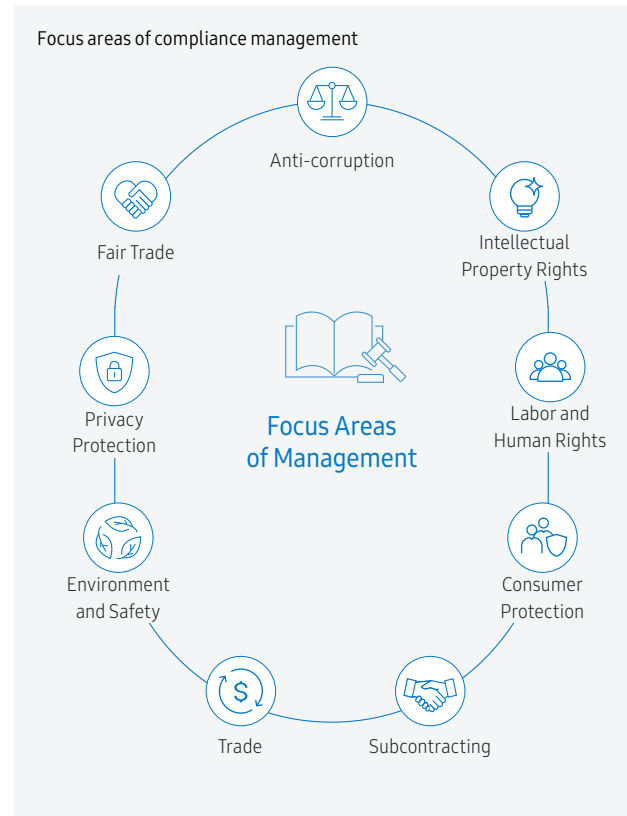 Focus areas of compliance management
Anti-corruption
Fair Trade
Intellectual
Property Rights
Privacy
Protection
Focus Areas
of Management
Labor and
Human Rights
Environment
and Safety
Consumer
Protection
Trade
Subcontracting